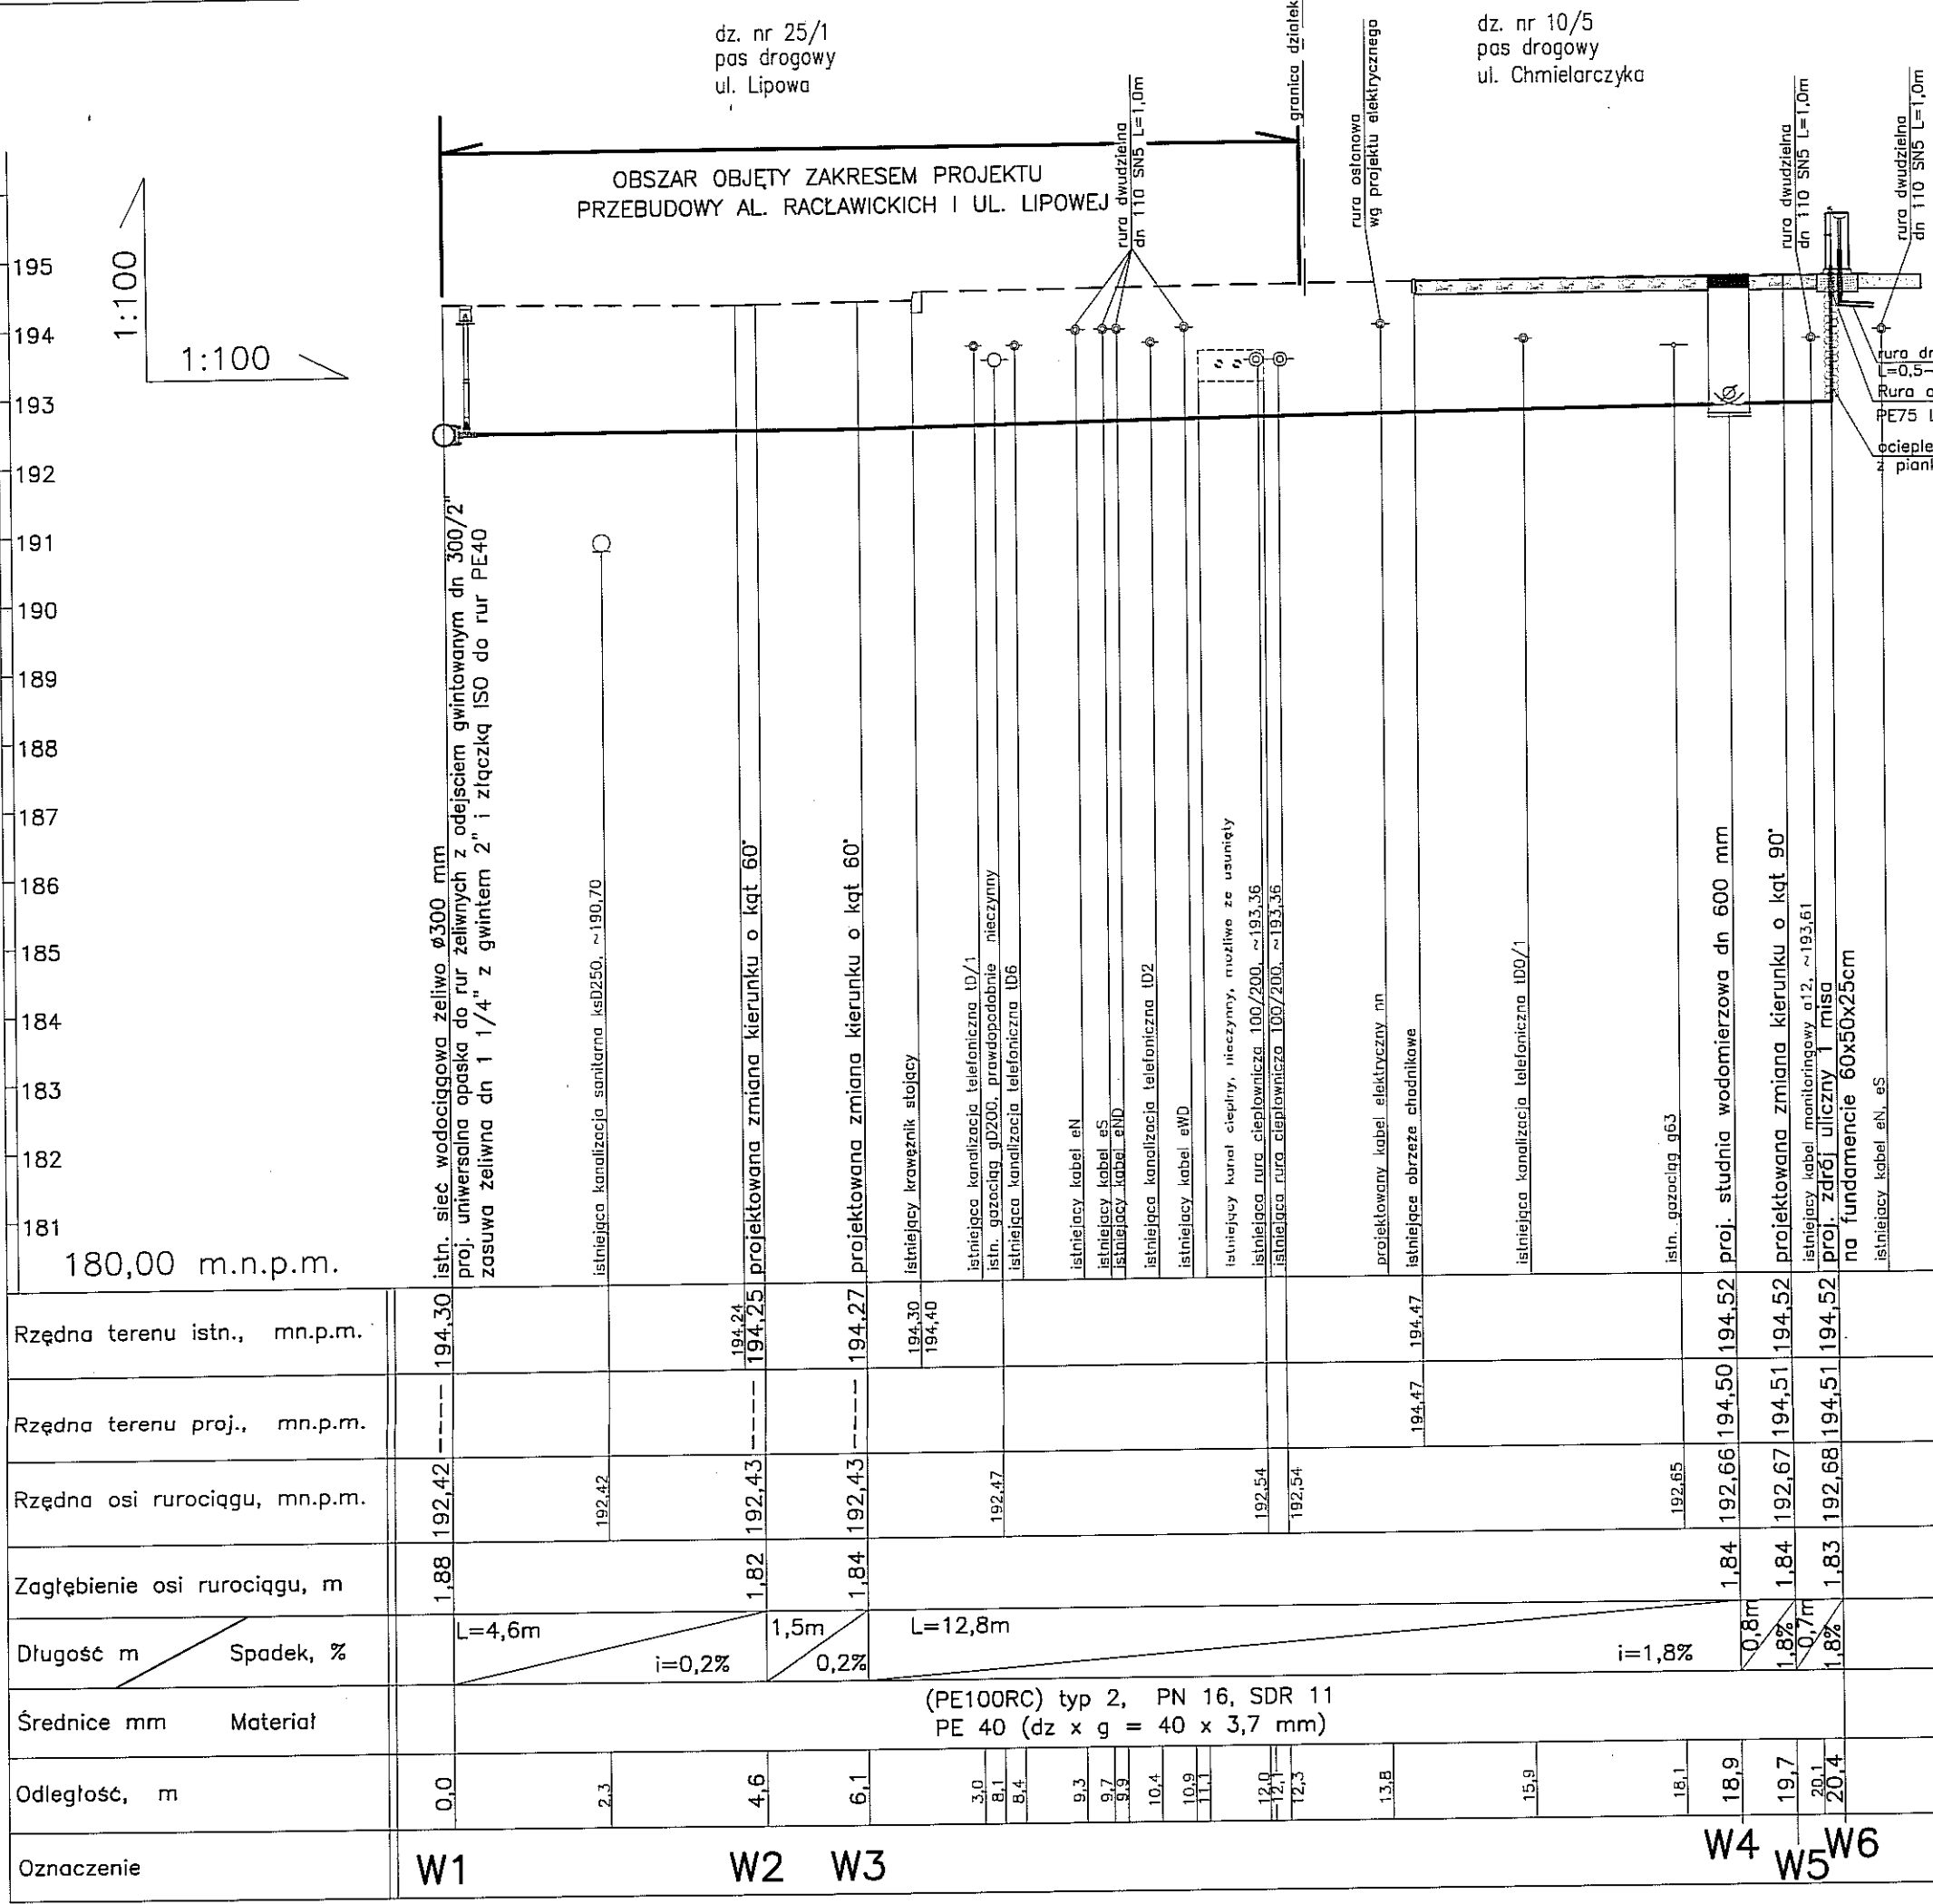 dz. nr 25/1
pas drogowy
ul. Lipowa
granica działek
dz. nr 10/5
pas drogowy
ul. Chmielarczyka
OBSZAR OBJĘTY ZAKRESEM PROJEKTU
PRZEBUDOWY AL. RACŁAWICKICH I UL. LIPOWEJ
rura dwudzielna
dn 110 SN5 L=1,0m
rura osłonowa
wg projektu elektrycznego
rura dwudzielna
dn 110 SN5 L=1,0m
rura dwudzielna
dn 110 SN5 L=1,0m
1:100
1:100
195
194
193
192
191
190
189
188
187
186
185
184
183
182
181
180,00 m.n.p.m.
rura dr
L=0,5-
Rura o
PE75 L
ocieple
z piank
istn. sieć wodociągowa żeliwo ø300 mm
proj. uniwersalna opaska do rur żeliwnych z odejściem gwintowanym dn 300/2"
zasuwa żeliwna dn 1 1/4" z gwintem 2" i złączką ISO do rur PE40
istniejąca kanalizacja sanitarna ksD250, ~190,70
projektowana zmiana kierunku o kąt 60°
projektowana zmiana kierunku o kąt 60°
istniejący krawężnik stojący
istniejąca kanalizacja telefoniczna tD/1
istn. gazociąg gD200, prawdopodobnie nieczynny
istniejąca kanalizacja telefoniczna tD6
istniejacy kabel eN
istniejacy kabel eS
istniejacy kabel eND
istniejąca kanalizacja telefoniczna tD2
istniejacy kabel eWD
istniejący kanał cieplny, nieczynny, możliwe że usunięty
istniejąca rura ciepłownicza 100/200, ~193,36
istniejąca rura ciepłownicza 100/200, ~193,36
projektowany kabel elektryczny nn
istniejące obrzeże chodnikowe
istniejąca kanalizacja telefoniczna tD0/1
istn. gazociąg g63
proj. studnia wodomierzowa dn 600 mm
projektowana zmiana kierunku o kąt 90°
istniejacy kabel monitoringowy a12, ~193,61
proj. zdrój uliczny 1 misa
na fundamencie 60x50x25cm
istniejacy kabel eN, eS
Rzędna terenu istn., mn.p.m.
194,30
194,24
194,25
194,27
194,30
194,40
194,47
194,52
194,52
194,52
Rzędna terenu proj., mn.p.m.
-----
-----
-----
194,47
194,50
194,51
194,51
Rzędna osi rurociągu, mn.p.m.
192,42
192,42
192,43
192,43
192,47
192,54
192,54
192,65
192,66
192,67
192,68
Zagłębienie osi rurociągu, m
1,88
1,82
1,84
1,84
1,84
1,83
Długość m Spadek, %
L=4,6m
i=0,2%
1,5m
0,2%
L=12,8m
i=1,8%
0,8m
1,8%
0,7m
1,8%
Średnice mm Materiał
(PE100RC) typ 2, PN 16, SDR 11
PE 40 (dz x g = 40 x 3,7 mm)
Odległość, m
0,0
2,3
4,6
6,1
3,0
8,1
8,4
9,3
9,7
9,9
10,4
10,9
11,1
12,0
12,1
12,3
13,8
15,9
18,1
18,9
19,7
20,1
20,4
Oznaczenie
W1
W2
W3
W4
W5
W6